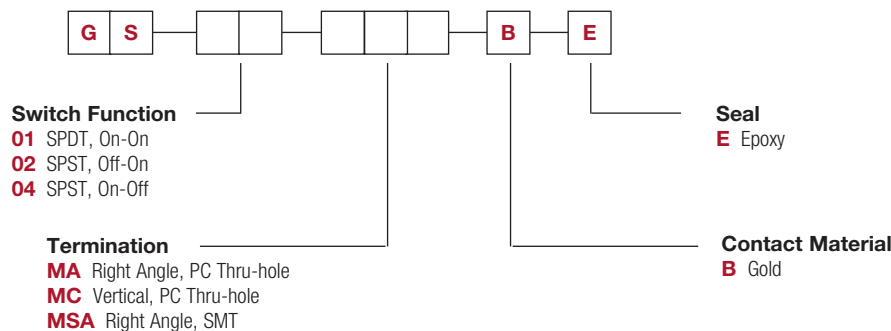 G S B E
Switch Function
01 SPDT, On-On
02 SPST, Off-On
04 SPST, On-Off
Seal
E Epoxy
Termination
MA Right Angle, PC Thru-hole
MC Vertical, PC Thru-hole
MSA Right Angle, SMT
Contact Material
B Gold